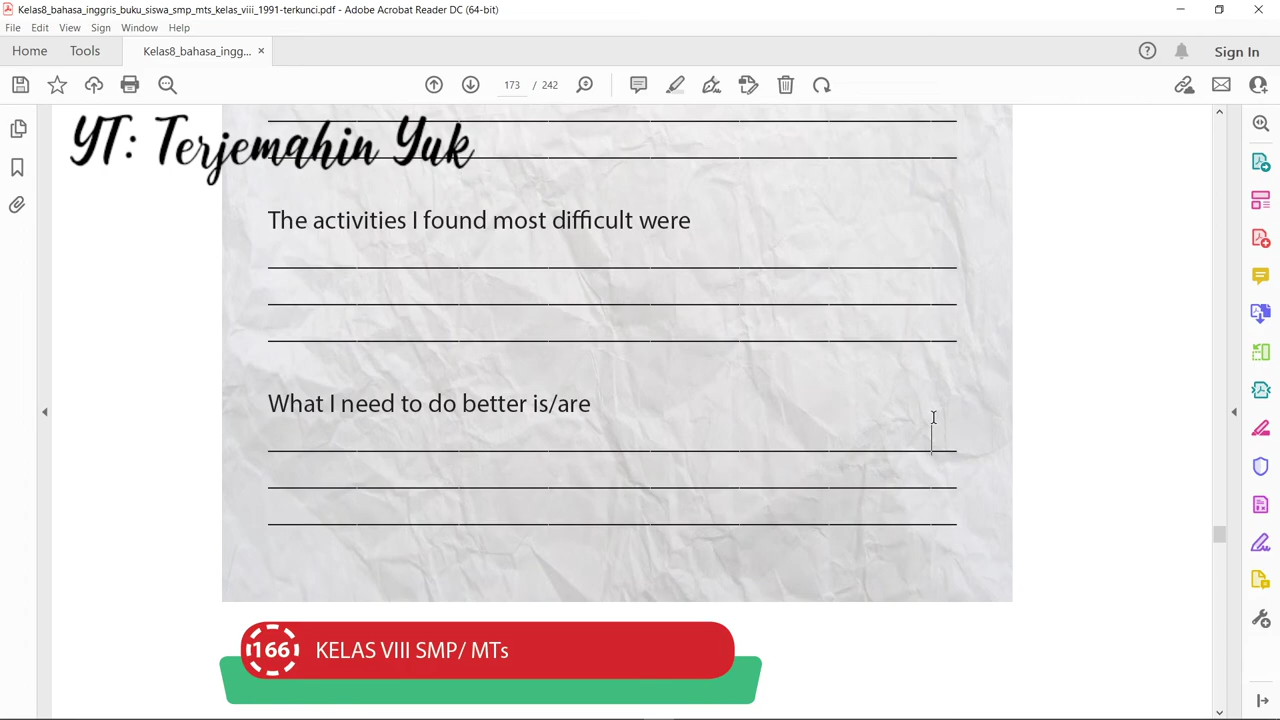 Kelas8_bahasa_inggris_buku_siswa_smp_mts_kelas_viii_1991-terkunci.pdf - Adobe Acrobat Reader DC (64-bit)
File Edit View Sign Window Help
Home Tools Kelas8_bahasa_ingg... × Sign In
173 / 242
YT: Terjemahin Yuk
The activities I found most difficult were
What I need to do better is/are
166 KELAS VIII SMP/ MTs